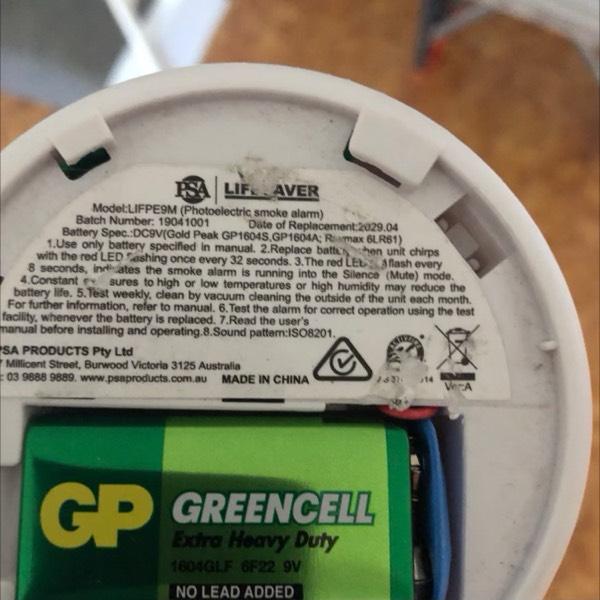 PSA LIFESAVER
Model:LIFPE9M (Photoelectric smoke alarm)
Batch Number: 19041001 Date of Replacement:2029.04
Battery Spec.:DC9V(Gold Peak GP1604S,GP1604A; 6LR61)
1.Use only battery specified in manual. 2.Replace when unit chirps
with the red LED flashing once every 32 seconds. 3.The red LED flash every
8 seconds, indicates the smoke alarm is running into the Silence (Mute) mode.
4.Constant sures to high or low temperatures or high humidity may reduce the
battery life. 5.Test weekly, clean by vacuum cleaning the outside of the unit each month.
For further information, refer to manual. 6.Test the alarm for correct operation using the test
facility, whenever the battery is replaced. 7.Read the user's
manual before installing and operating.8.Sound pattern:ISO8201.
PSA PRODUCTS Pty Ltd
Millicent Street, Burwood Victoria 3125 Australia
: 03 9888 9889. www.psaproducts.com.au MADE IN CHINA
Ver:A
GP GREENCELL
Extra Heavy Duty
1604GLF 6F22 9V
NO LEAD ADDED